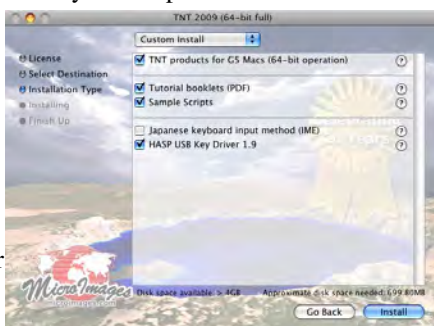 TNT 2009 (64-bit full)
Custom Install
License
Select Destination
Installation Type
Installing
Finish Up
TNT products for G5 Macs (64-bit operation)
Tutorial booklets (PDF)
Sample Scripts
Japanese keyboard input method (IME)
HASP USB Key Driver 1.9
MicroImages
microimages.com
Disk space available: > 4GB Approximate disk space needed: 699.80MB
Go Back Install